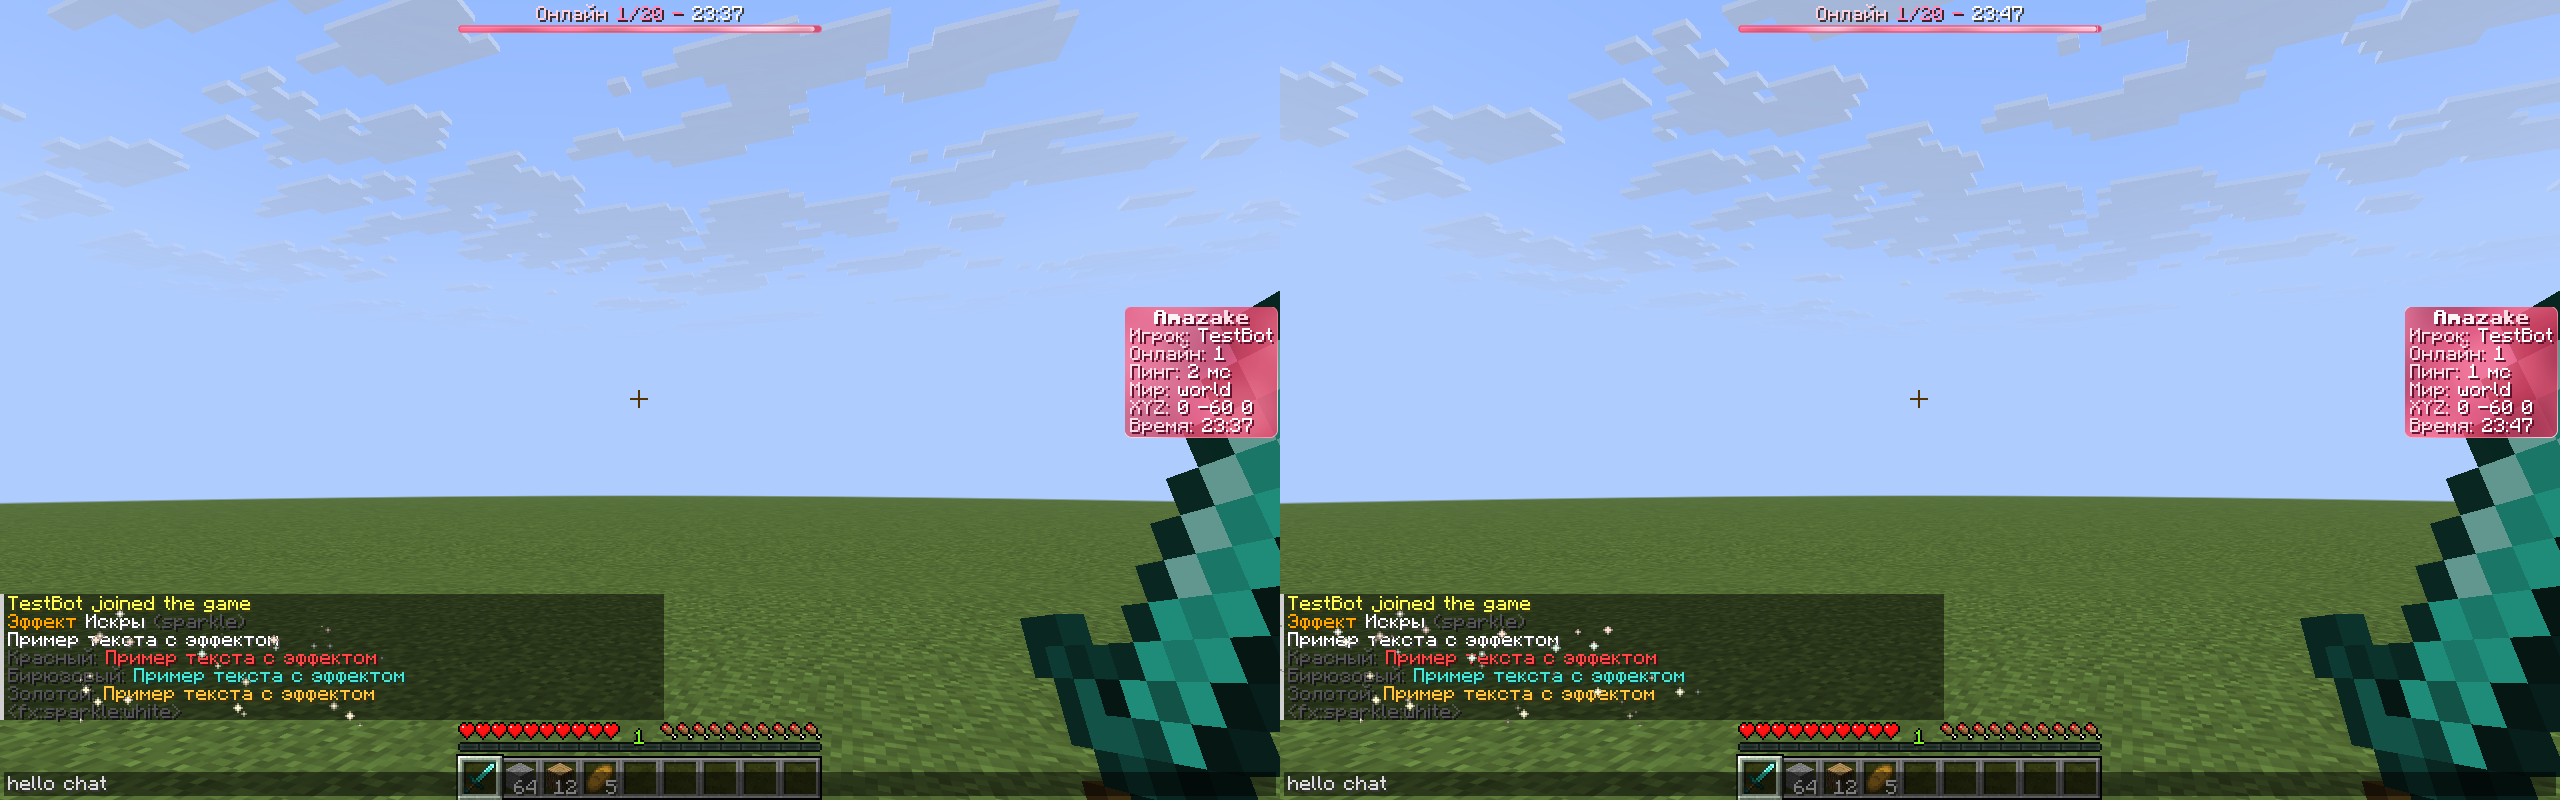 Онлайн 1/20 - 23:37
Amazake
Игрок: TestBot
Онлайн: 1
Пинг: 2 мс
Мир: world
XYZ: 0 -60 0
Время: 23:37
TestBot joined the game
Эффект Искры (sparkle)
Пример текста с эффектом
Красный: Пример текста с эффектом
Бирюзовый: Пример текста с эффектом
Золотой: Пример текста с эффектом
<fx:sparkle:white>
1
64 12 5
hello chat
Онлайн 1/20 - 23:47
Amazake
Игрок: TestBot
Онлайн: 1
Пинг: 1 мс
Мир: world
XYZ: 0 -60 0
Время: 23:47
TestBot joined the game
Эффект Искры (sparkle)
Пример текста с эффектом
Красный: Пример текста с эффектом
Бирюзовый: Пример текста с эффектом
Золотой: Пример текста с эффектом
<fx:sparkle:white>
1
64 12 5
hello chat